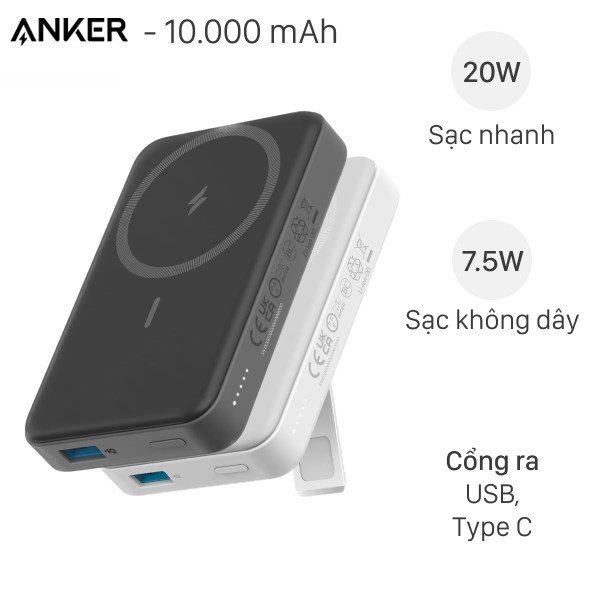 ANKER - 10.000 mAh
20W
Sạc nhanh
7.5W
Sạc không dây
Cổng ra
USB,
Type C